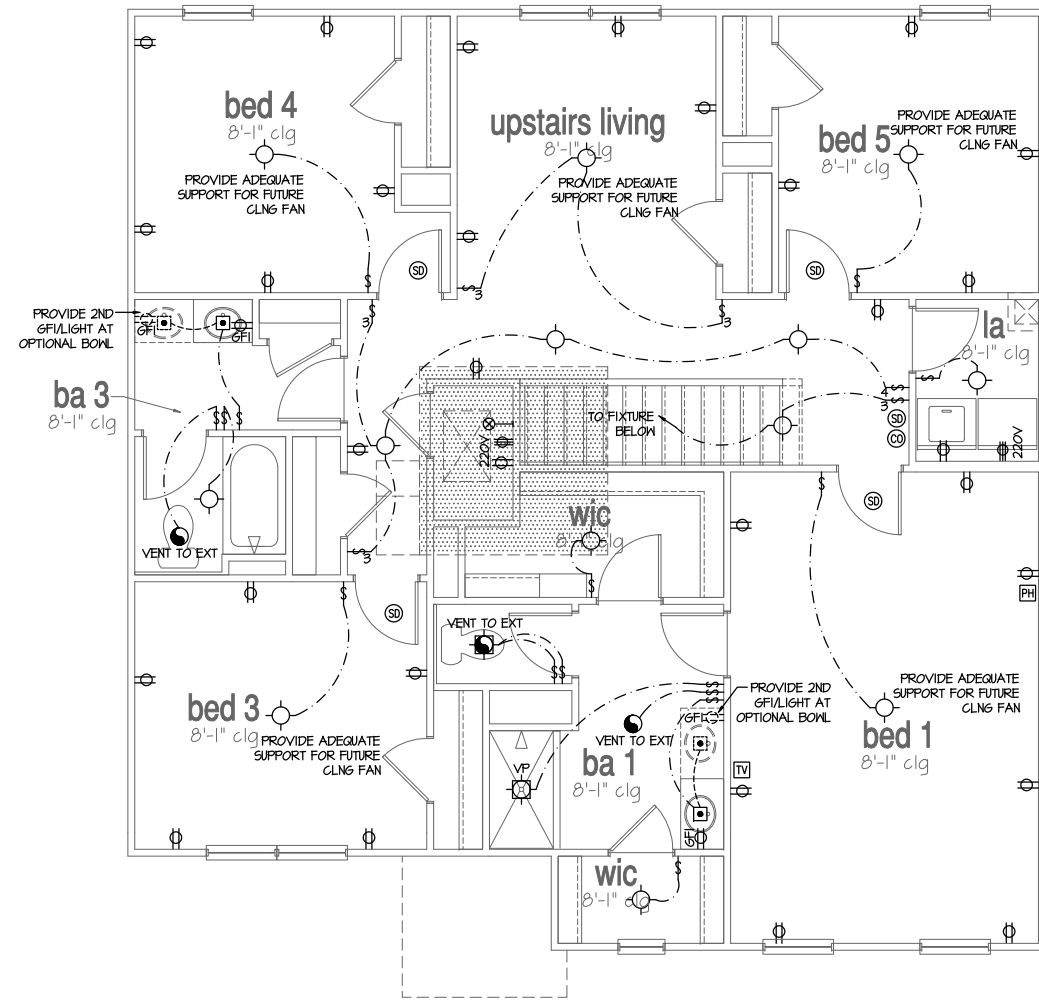 bed 4
8'-1" clg
PROVIDE ADEQUATE
SUPPORT FOR FUTURE
CLNG FAN
upstairs living
8'-1" clg
PROVIDE ADEQUATE
SUPPORT FOR FUTURE
CLNG FAN
bed 5
8'-1" clg
PROVIDE ADEQUATE
SUPPORT FOR FUTURE
CLNG FAN
SD
SD
3
3
3
PROVIDE 2ND
GFI/LIGHT AT
OPTIONAL BOWL
GFI
GFI
la
8'-1" clg
220V
ba 3
8'-1" clg
VENT TO EXT
220V
TO FIXTURE
BELOW
4
3
SD
CO
SD
wic
8'-1" clg
3
SD
VENT TO EXT
PH
bed 3
8'-1" clg
PROVIDE ADEQUATE
SUPPORT FOR FUTURE
CLNG FAN
PROVIDE 2ND
GFI/LIGHT AT
OPTIONAL BOWL
GFI
VENT TO EXT
VP
ba 1
8'-1" clg
GFI
TV
PROVIDE ADEQUATE
SUPPORT FOR FUTURE
CLNG FAN
bed 1
8'-1" clg
wic
8'-1" clg